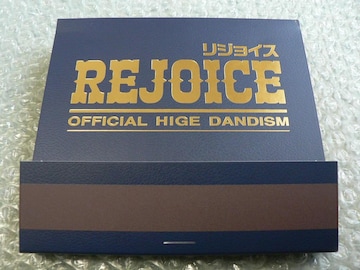 リジョイス
REJOICE
OFFICIAL HIGE DANDISM